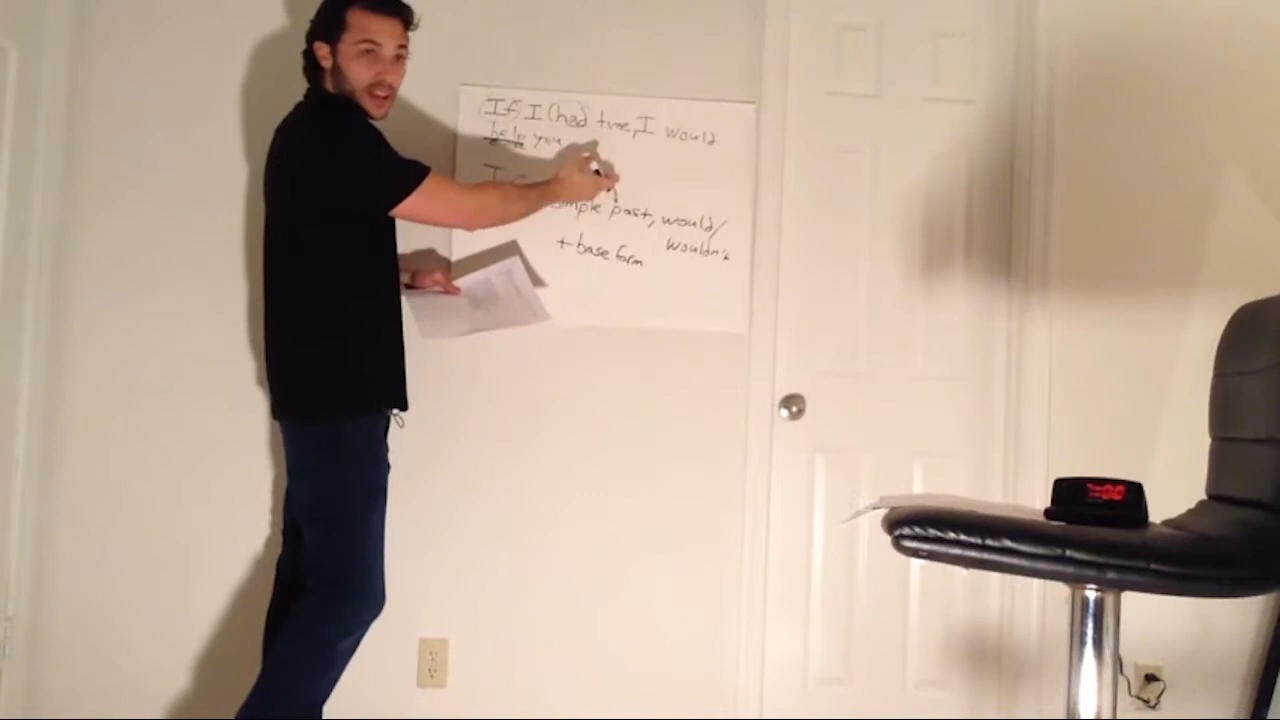 If I (had) time, I would
help you
simple past, would/
+ base form wouldn't